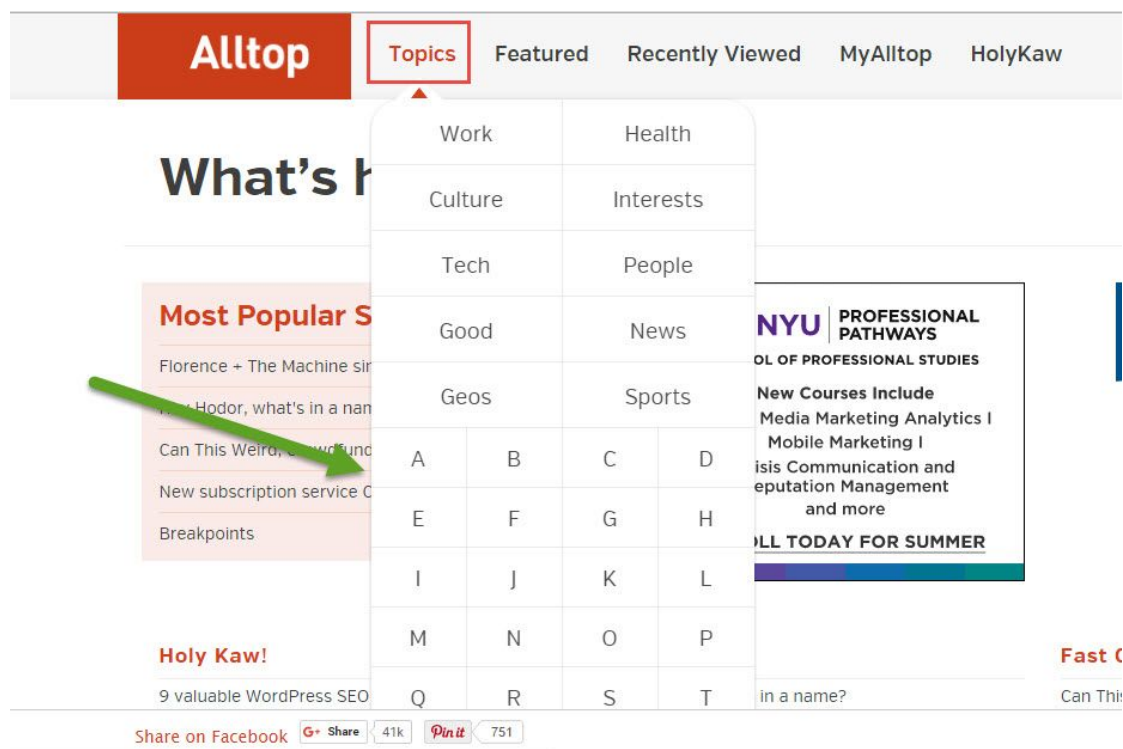 Alltop Topics Featured Recently Viewed MyAlltop HolyKaw
Work Health
What's h
Culture Interests
Tech People
Most Popular S
Good News
Geos Sports
Florence + The Machine sin
Hodor, what's in a nam
Can This Weird,
New subscription service C
Breakpoints
A B C D
E F G H
I J K L
M N O P
Q R S T
NYU PROFESSIONAL
PATHWAYS
OL OF PROFESSIONAL STUDIES
New Courses Include
Media Marketing Analytics I
Mobile Marketing I
isis Communication and
eputation Management
and more
OLL TODAY FOR SUMMER
Holy Kaw!
9 valuable WordPress SEO
in a name?
Fast C
Can This
Share on Facebook G+ Share 41k Pin it 751